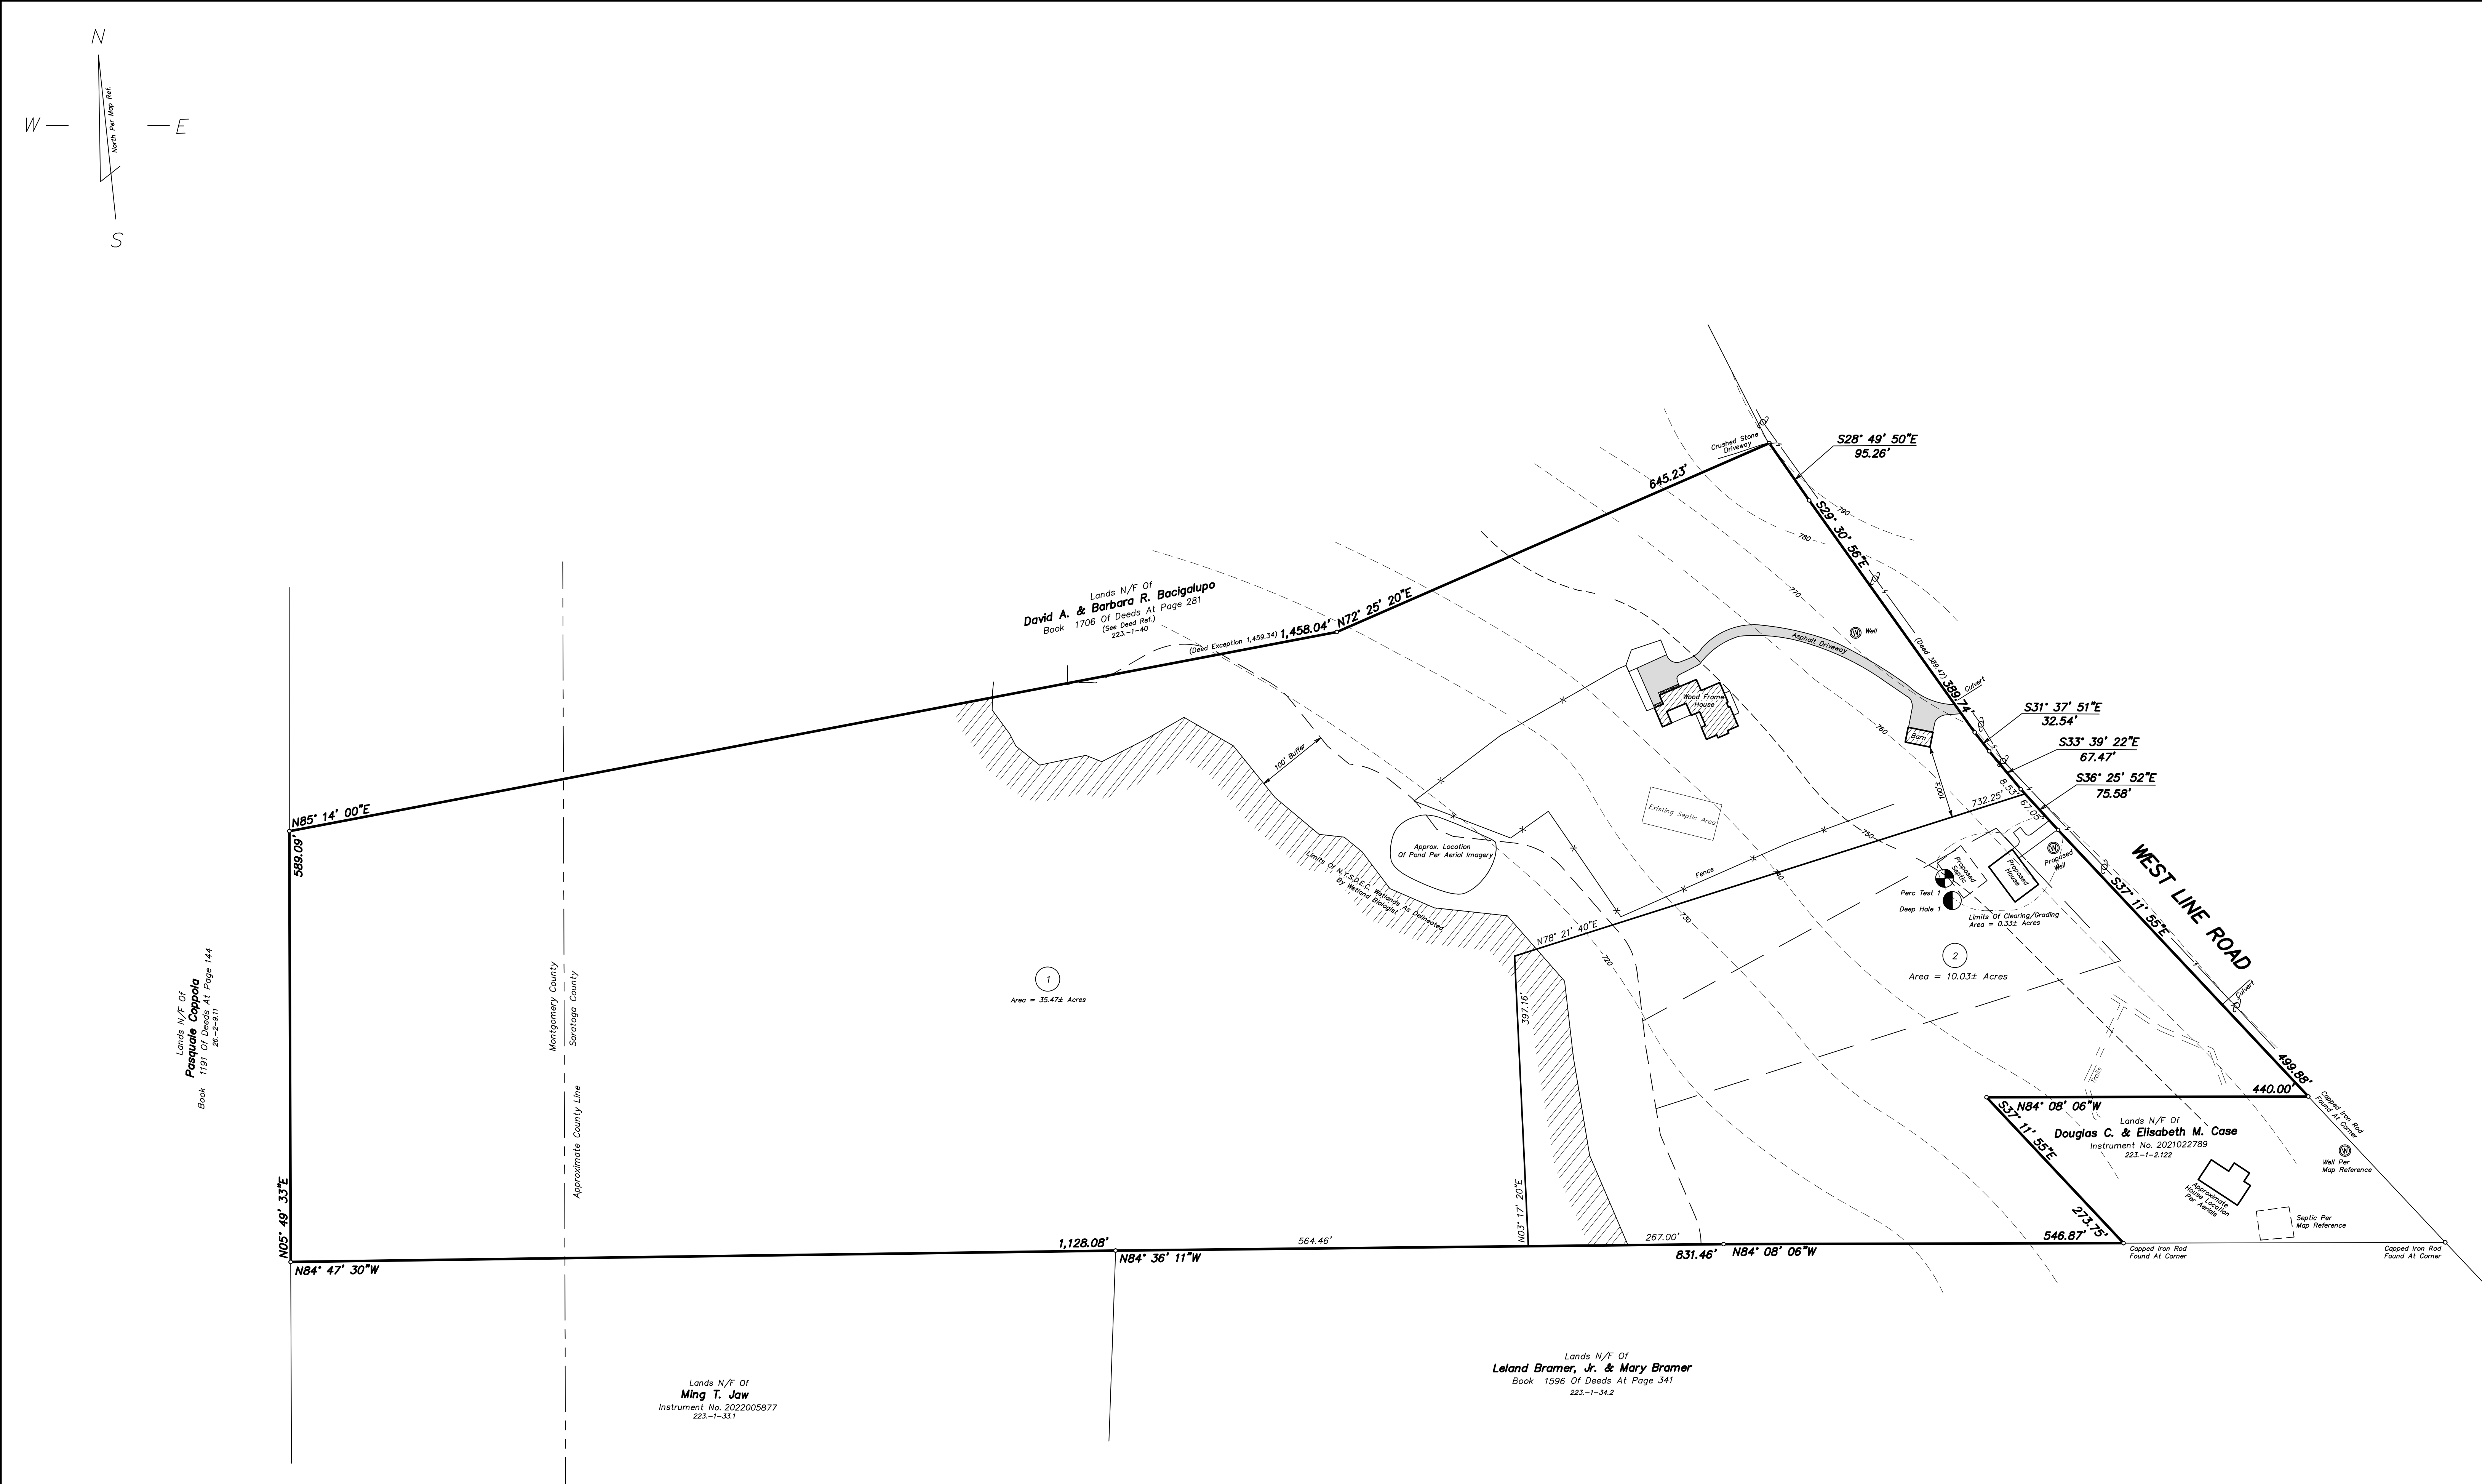 N
W
E
S
North Per Map Ref.
Crushed Stone
Driveway
S28° 49' 50"E
95.26'
645.23'
S29° 30' 56"E
790
780
770
Lands N/F Of
David A. & Barbara R. Bacigalupo
Book 1706 Of Deeds At Page 281
(See Deed Ref.)
223.-1-40
(Deed Exception 1,459.34)
1,458.04'
N72° 25' 20"E
Well
W
Asphalt Driveway
(Deed 389.47)
389.74'
Culvert
Wood Frame
House
760
Barn
S31° 37' 51"E
32.54'
S33° 39' 22"E
67.47'
S36° 25' 52"E
75.58'
100' Buffer
100'±
8.53'
67.05'
732.25'
N85° 14' 00"E
589.09'
Existing Septic Area
750
740
730
720
Approx. Location
Of Pond Per Aerial Imagery
Fence
Limits Of N.Y.S.D.E.C. Wetlands As Delineated
By Wetland Biologist
Proposed
Septic
Proposed
House
W
Proposed
Well
Perc Test 1
Deep Hole 1
Limits Of Clearing/Grading
Area = 0.33± Acres
WEST LINE ROAD
S37° 11' 55"E
N78° 21' 40"E
2
Area = 10.03± Acres
1
Area = 35.47± Acres
Lands N/F Of
Pasquale Coppola
Book 1191 Of Deeds At Page 144
26.-2-9.11
Montgomery County
Saratoga County
Approximate County Line
397.16'
N03° 17' 20"E
Culvert
Trails
499.88'
440.00'
N84° 08' 06"W
S37° 11' 55"E
273.75'
Lands N/F Of
Douglas C. & Elisabeth M. Case
Instrument No. 2021022789
223.-1-2.122
Capped Iron Rod
Found At Corner
W
Well Per
Map Reference
Approximate
House Location
Per Aerials
Septic Per
Map Reference
N05° 49' 33"E
N84° 47' 30"W
1,128.08'
N84° 36' 11"W
564.46'
267.00'
831.46'
N84° 08' 06"W
546.87'
Capped Iron Rod
Found At Corner
Capped Iron Rod
Found At Corner
Lands N/F Of
Ming T. Jaw
Instrument No. 2022005877
223.-1-33.1
Lands N/F Of
Leland Bramer, Jr. & Mary Bramer
Book 1596 Of Deeds At Page 341
223.-1-34.2